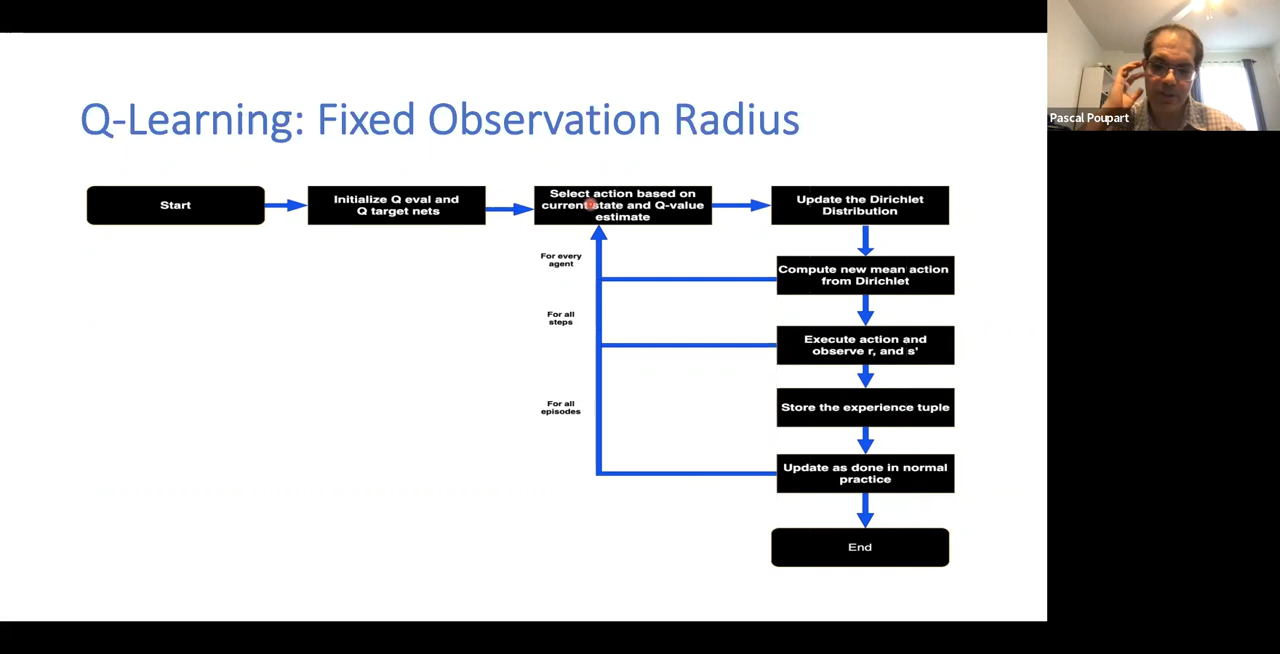 Q-Learning: Fixed Observation Radius
Start
Initialize Q eval and
Q target nets
Select action based on
current state and Q-value
estimate
Update the Dirichlet
Distribution
For every
agent
Compute new mean action
from Dirichlet
For all
steps
Execute action and
observe r, and s'
For all
episodes
Store the experience tuple
Update as done in normal
practice
End
Pascal Poupart